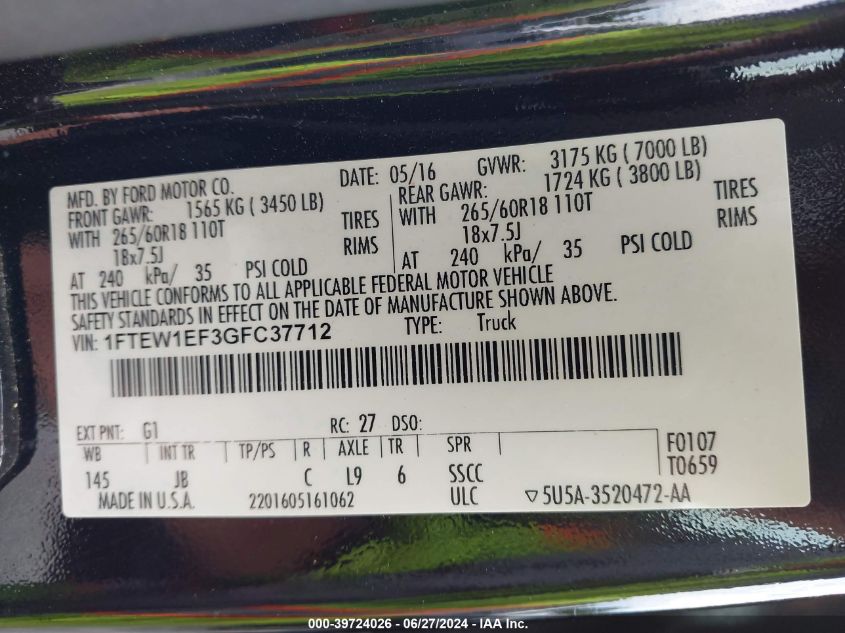 MFD. BY FORD MOTOR CO. DATE: 05/16 GVWR: 3175 KG ( 7000 LB)
FRONT GAWR: 1565 KG ( 3450 LB) REAR GAWR: 1724 KG ( 3800 LB)
WITH 265/60R18 110T TIRES WITH 265/60R18 110T TIRES
18x7.5J RIMS 18x7.5J RIMS
AT 240 kPa/ 35 PSI COLD AT 240 kPa/ 35 PSI COLD
THIS VEHICLE CONFORMS TO ALL APPLICABLE FEDERAL MOTOR VEHICLE
SAFETY STANDARDS IN EFFECT ON THE DATE OF MANUFACTURE SHOWN ABOVE.
VIN: 1FTEW1EF3GFC37712 TYPE: Truck
EXT PNT: G1 RC: 27 DSO:
WB INT TR TP/PS R AXLE TR SPR F0107
145 JB C L9 6 SSCC T0659
MADE IN U.S.A. 2201605161062 ULC ▽5U5A-3520472-AA
000-39724026 - 06/27/2024 - IAA Inc.